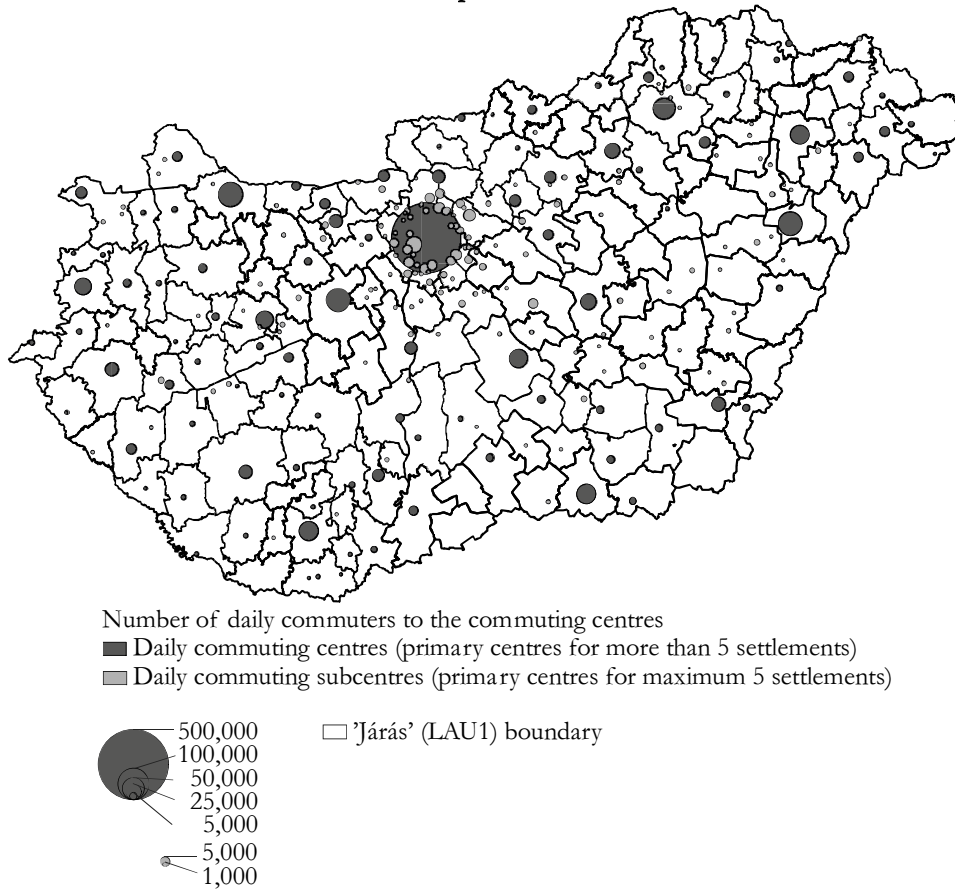 Number of daily commuters to the commuting centres
Daily commuting centres (primary centres for more than 5 settlements)
Daily commuting subcentres (primary centres for maximum 5 settlements)
500,000
'Járás' (LAU1) boundary
100,000
50,000
25,000
5,000
5,000
1,000